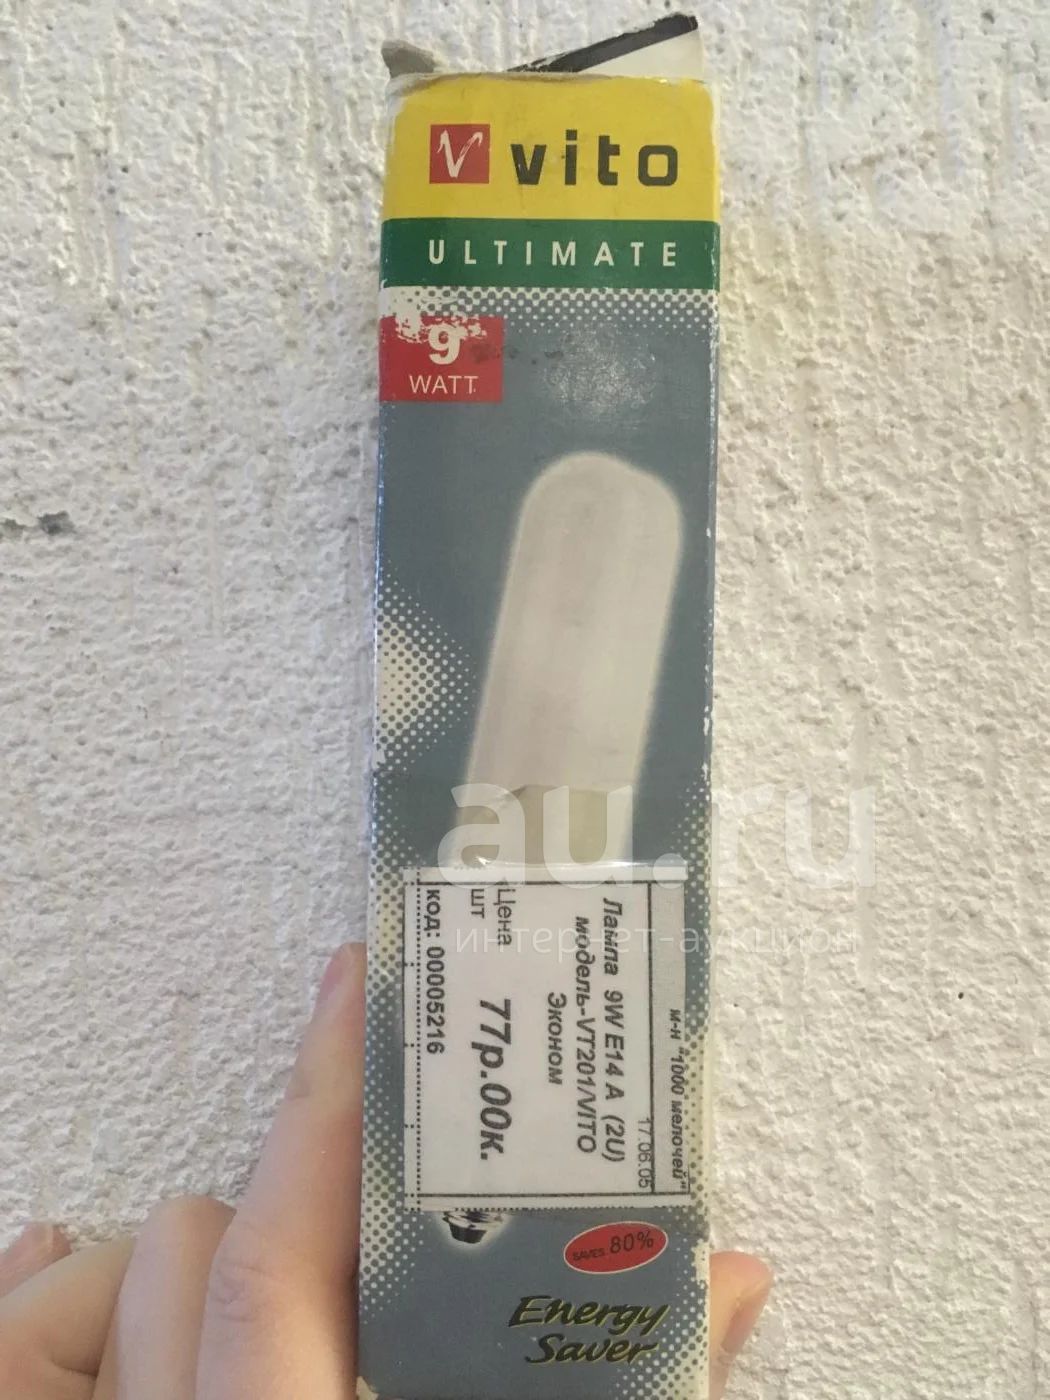 V vito
ULTIMATE
9
WATT
au.ru
интернет-аукцион
м-н "1000 мелочей"
17.06.05
Лампа 9W E14 A (2U)
модель-VT201/VITO
Эконом
Цена
шт
77р.00к.
код: 00005216
SAVES 80%
Energy
Saver